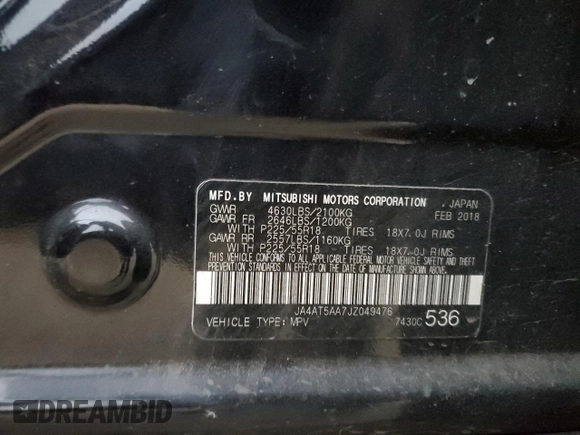 MFD.BY MITSUBISHI MOTORS CORPORATION . JAPAN
GWVR 4630LBS/2100KG FEB 2018
GAWR FR 2646LBS/1200KG
WITH P225/55R18 TIRES 18X7.0J RIMS
GAWR RR 2557LBS/1160KG
WITH P225/55R18 TIRES 18X7.0J RIMS
THIS VEHICLE CONFORMS TO ALL APPLICABLE U.S. FEDERAL MOTOR VEHICLE SAFETY AND THEFT
PREVENTION STANDARDS IN EFFECT ON THE DATE OF MANUFACTURE SHOWN ABOVE.
JA4AT5AA7JZ049476
VEHICLE TYPE:MPV 7430C 536
DREAMBID